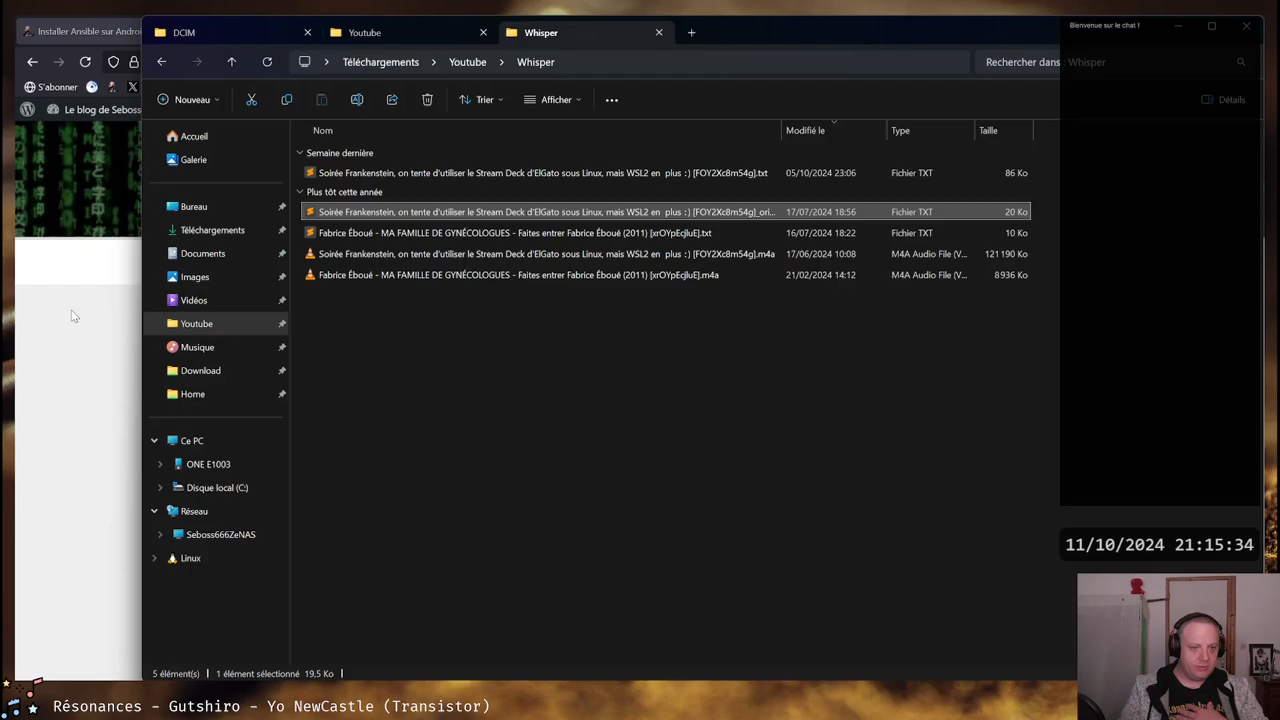 Installer Ansible sur Andro
DCIM
Youtube
Whisper
Bienvenue sur le chat !
Téléchargements
Youtube
Whisper
Rechercher dans : Whisper
S'abonner
Nouveau
Trier
Afficher
Détails
Le blog de Seboss
Accueil
Galerie
Bureau
Téléchargements
Documents
Images
Vidéos
Youtube
Musique
Download
Home
Ce PC
ONE E1003
Disque local (C:)
Réseau
Seboss666ZeNAS
Linux
Nom
Modifié le
Type
Taille
Semaine dernière
Soirée Frankenstein, on tente d'utiliser le Stream Deck d'ElGato sous Linux, mais WSL2 en plus :) [FOY2Xc8m54g].txt 05/10/2024 23:06 Fichier TXT 86 Ko
Plus tôt cette année
Soirée Frankenstein, on tente d'utiliser le Stream Deck d'ElGato sous Linux, mais WSL2 en plus :) [FOY2Xc8m54g]_ori... 17/07/2024 18:56 Fichier TXT 20 Ko
Fabrice Éboué - MA FAMILLE DE GYNÉCOLOGUES - Faites entrer Fabrice Éboué (2011) [xrOYpEcjluE].txt 16/07/2024 18:22 Fichier TXT 10 Ko
Soirée Frankenstein, on tente d'utiliser le Stream Deck d'ElGato sous Linux, mais WSL2 en plus :) [FOY2Xc8m54g].m4a 17/06/2024 10:08 M4A Audio File (V... 121 190 Ko
Fabrice Éboué - MA FAMILLE DE GYNÉCOLOGUES - Faites entrer Fabrice Éboué (2011) [xrOYpEcjluE].m4a 21/02/2024 14:12 M4A Audio File (V... 8 936 Ko
11/10/2024 21:15:34
5 élément(s) 1 élément sélectionné 19,5 Ko
Résonances - Gutshiro - Yo NewCastle (Transistor)